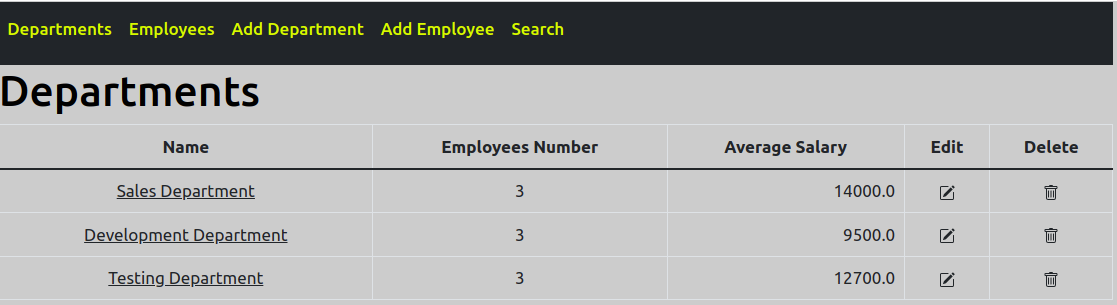 Departments Employees Add Department Add Employee Search
Departments
Name Employees Number Average Salary Edit Delete
Sales Department 3 14000.0
Development Department 3 9500.0
Testing Department 3 12700.0